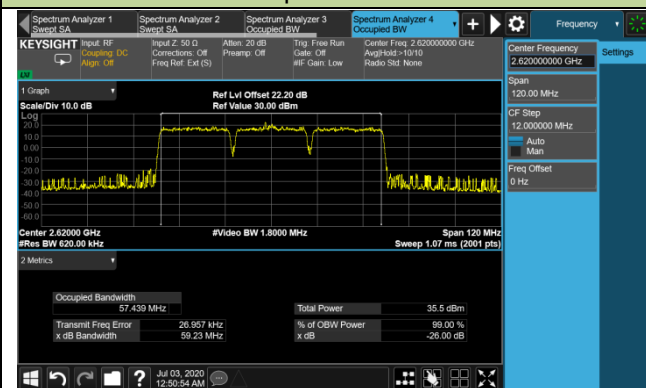 Spectrum Analyzer 1 Spectrum Analyzer 2 Spectrum Analyzer 3 Spectrum Analyzer 4 Frequency
Swept SA Swept SA Occupied BW Occupied BW
KEYSIGHT Input: RF Input Z: 50 Ω Atten: 20 dB Trig: Free Run Center Freq: 2.620000000 GHz
Coupling: DC Corrections: Off Preamp: Off Gate: Off Avg|Hold:>10/10
Align: Off Freq Ref: Ext (S) #IF Gain: Low Radio Std: None
LXI
Center Frequency Settings
2.620000000 GHz
Span
120.00 MHz
CF Step
12.000000 MHz
Auto
Man
Freq Offset
0 Hz
1 Graph
Ref Lvl Offset 22.20 dB
Scale/Div 10.0 dB Ref Value 30.00 dBm
Log
20.0
10.0
0.00
-10.0
-20.0
-30.0
-40.0
-50.0
-60.0
Center 2.62000 GHz #Video BW 1.8000 MHz Span 120 MHz
#Res BW 620.00 kHz Sweep 1.07 ms (2001 pts)
2 Metrics
Occupied Bandwidth
57.439 MHz Total Power 35.5 dBm
Transmit Freq Error 26.957 kHz % of OBW Power 99.00 %
x dB Bandwidth 59.23 MHz x dB -26.00 dB
Jul 03, 2020
12:50:54 AM